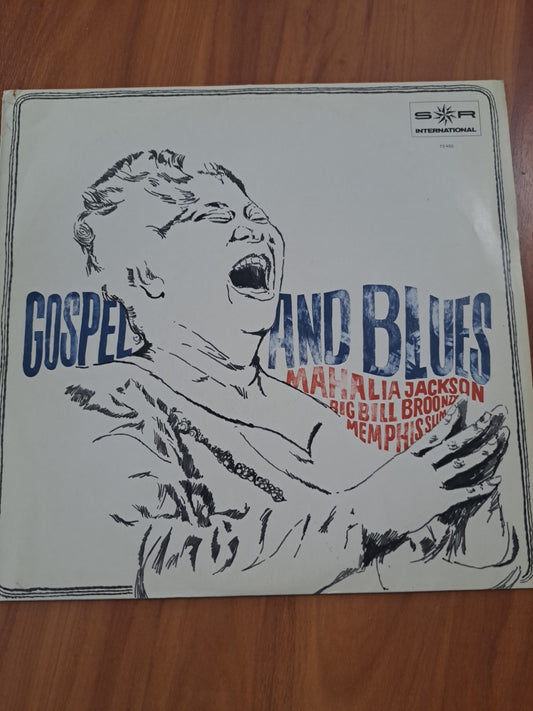 S R
INTERNATIONAL
GOSPEL AND BLUES
MAHALIA JACKSON
BIG BILL BROONZY
MEMPHIS SLIM